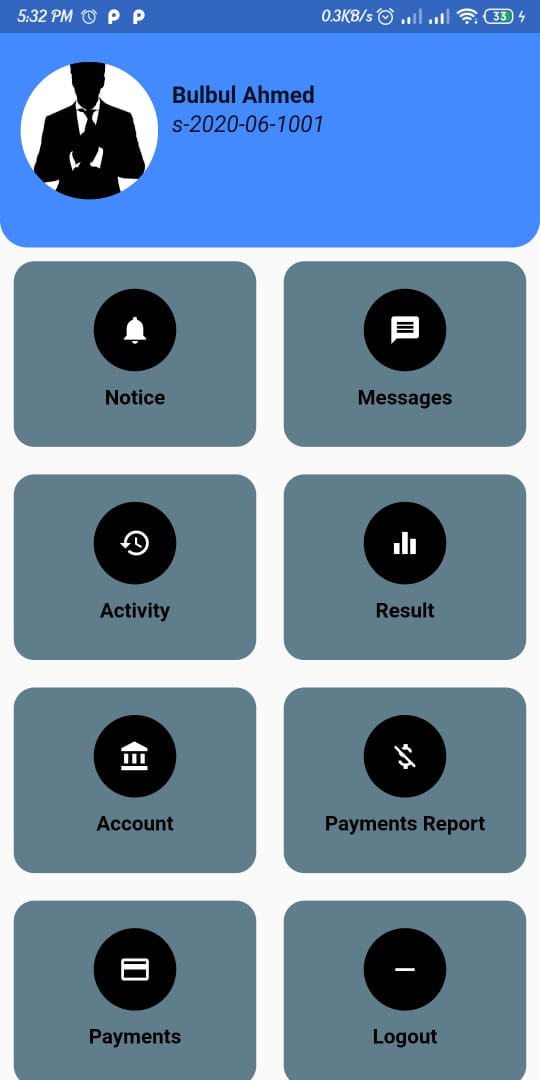 5:32 PM P P 0.3KB/s 33
Bulbul Ahmed
s-2020-06-1001
Notice Messages
Activity Result
Account Payments Report
Payments Logout